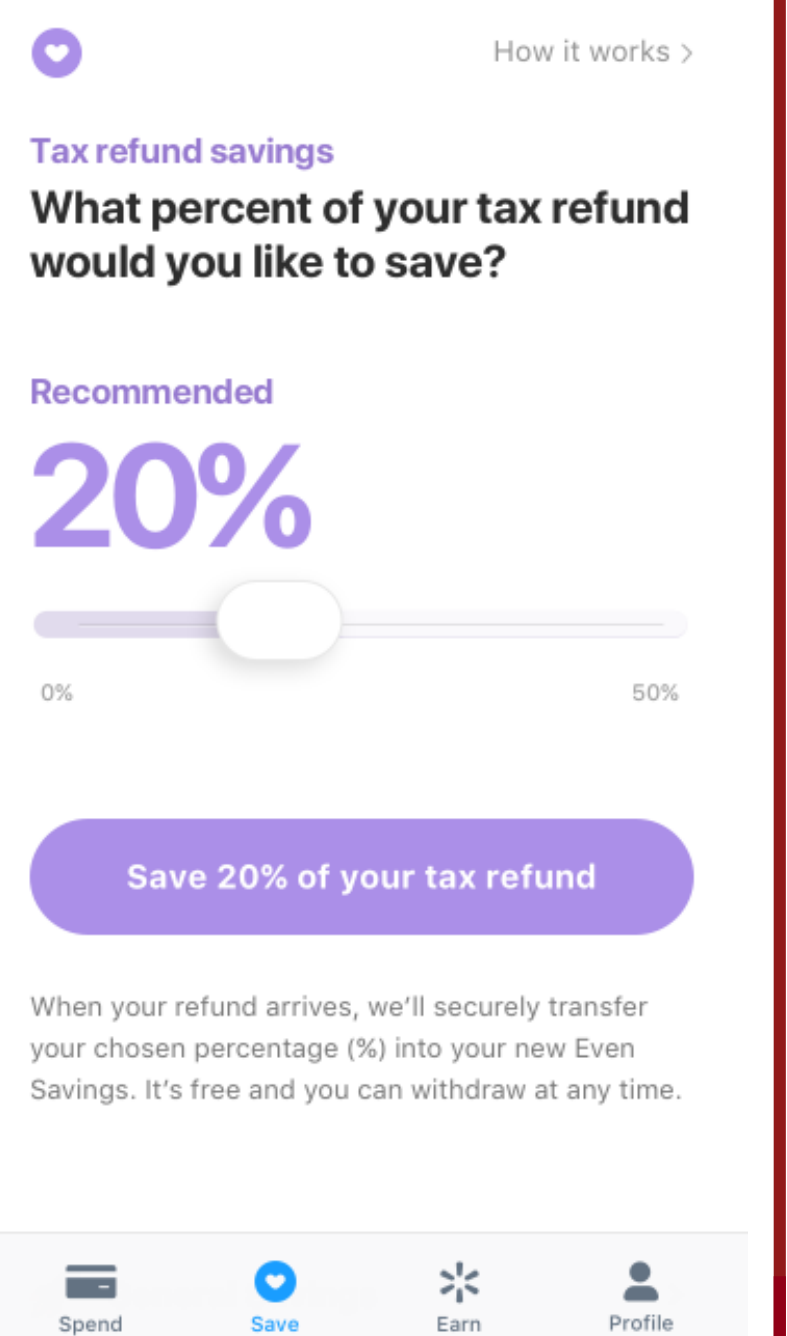 How it works >
Tax refund savings
What percent of your tax refund
would you like to save?
Recommended
20%
0%
50%
Save 20% of your tax refund
When your refund arrives, we’ll securely transfer
your chosen percentage (%) into your new Even
Savings. It’s free and you can withdraw at any time.
Spend
Save
Earn
Profile